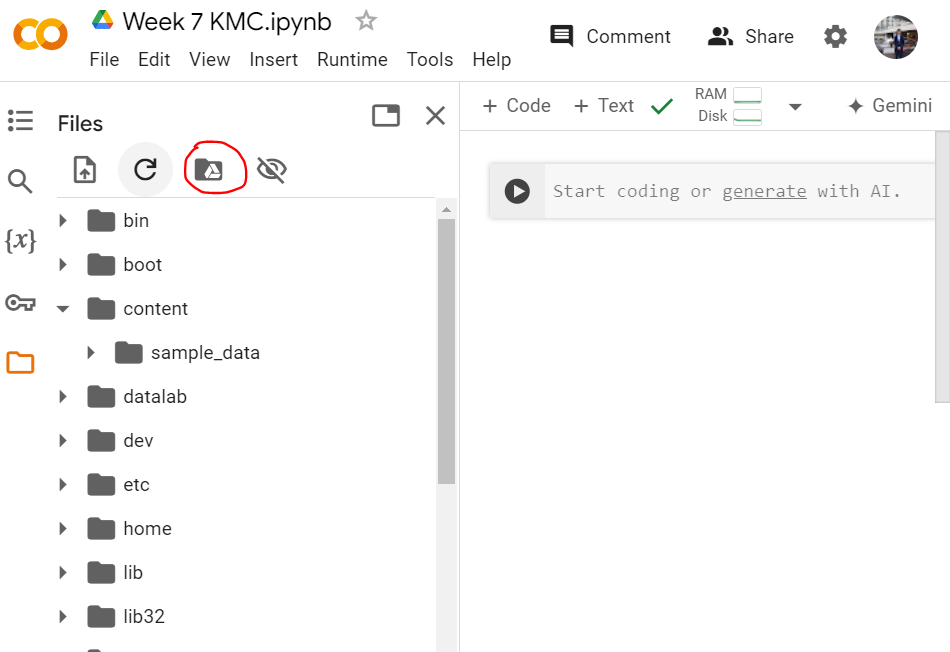 Week 7 KMC.ipynb
File Edit View Insert Runtime Tools Help
Comment
Share
Files
{x}
bin
boot
content
sample_data
datalab
dev
etc
home
lib
lib32
+ Code + Text
RAM
Disk
Gemini
Start coding or generate with AI.